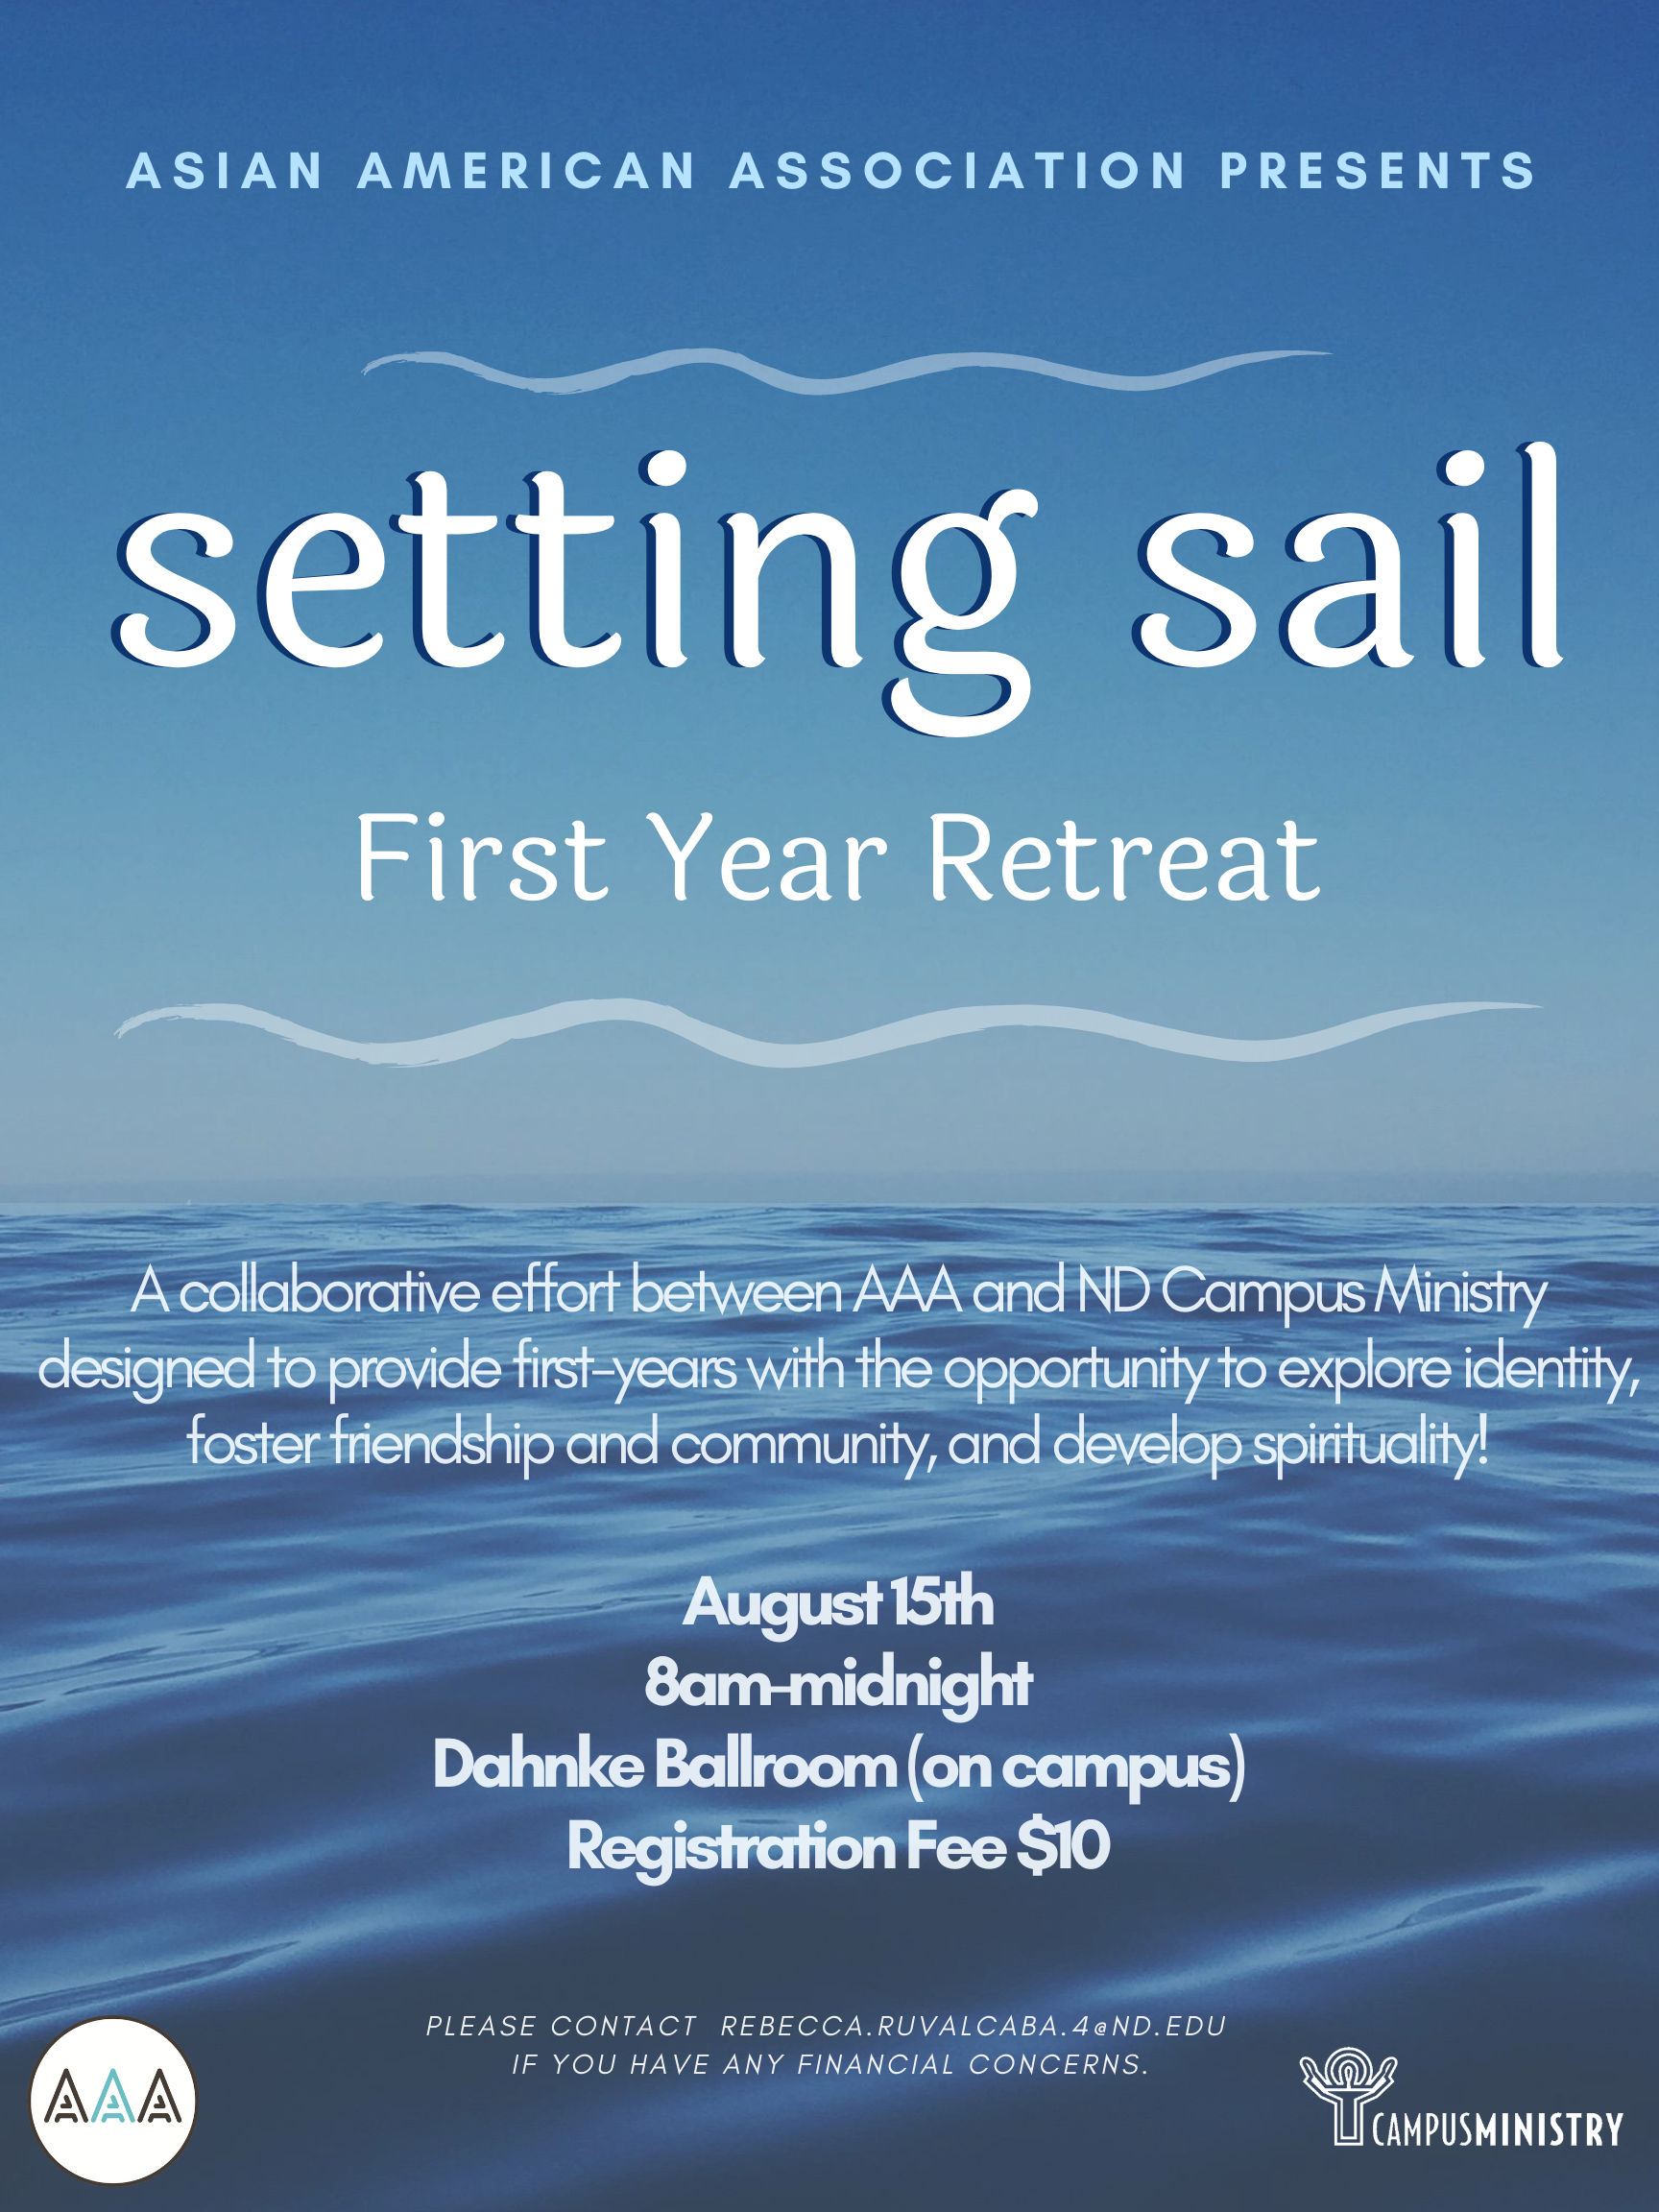 ASIAN AMERICAN ASSOCIATION PRESENTS
setting sail
First Year Retreat
A collaborative effort between AAA and ND Campus Ministry
designed to provide first-years with the opportunity to explore identity,
foster friendship and community, and develop spirituality!
August 15th
8am-midnight
Dahnke Ballroom (on campus)
Registration Fee $10
PLEASE CONTACT REBECCA.RUVALCABA.4@ND.EDU
IF YOU HAVE ANY FINANCIAL CONCERNS.
AAA
CAMPUSMINISTRY